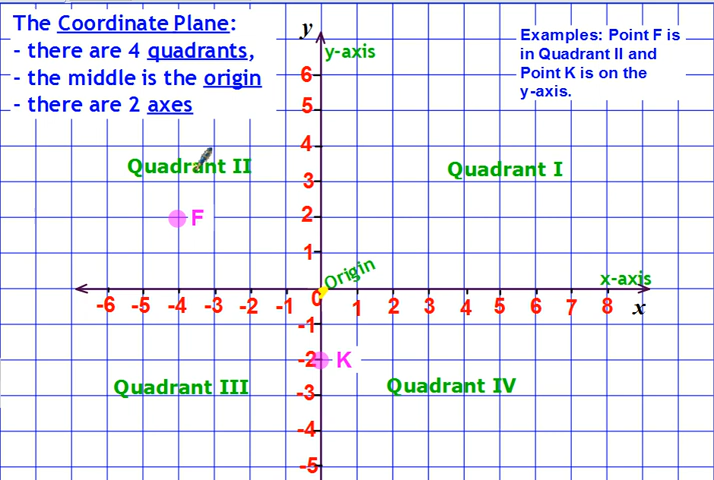 The Coordinate Plane:
- there are 4 quadrants,
- the middle is the origin
- there are 2 axes
y
y-axis
Examples: Point F is
in Quadrant II and
Point K is on the
y-axis.
6
5
4
Quadrant II
Quadrant I
3
2
F
1
Origin
x-axis
-6 -5 -4 -3 -2 -1 0 1 2 3 4 5 6 7 8 x
-1
-2 K
Quadrant III
Quadrant IV
-3
-4
-5